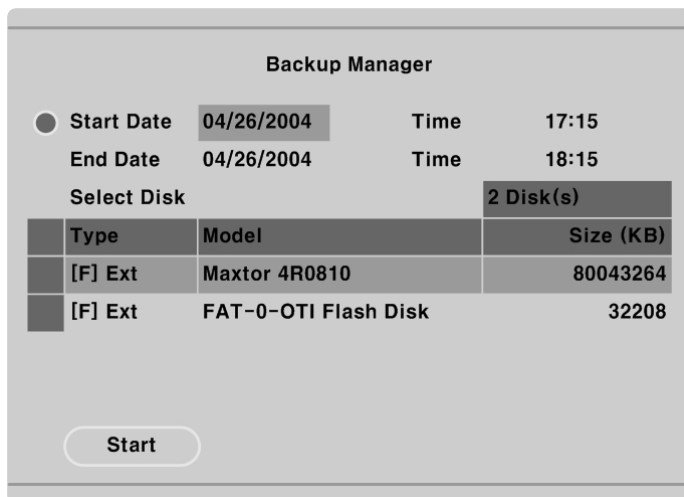 Backup Manager
Start Date 04/26/2004 Time 17:15
End Date 04/26/2004 Time 18:15
Select Disk 2 Disk(s)
Type Model Size (KB)
[F] Ext Maxtor 4R0810 80043264
[F] Ext FAT-0-OTI Flash Disk 32208
Start